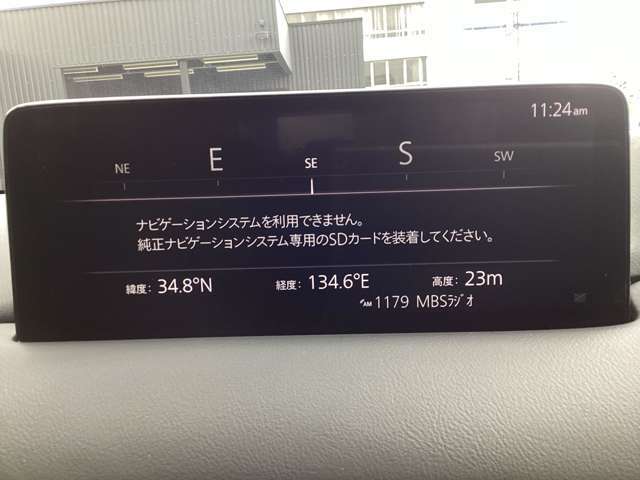 11:24am
NE E SE S SW
ナビゲーションシステムを利用できません。
純正ナビゲーションシステム専用のSDカードを装着してください。
緯度: 34.8°N 経度: 134.6°E 高度: 23m
AM 1179 MBSﾗｼﾞｵ